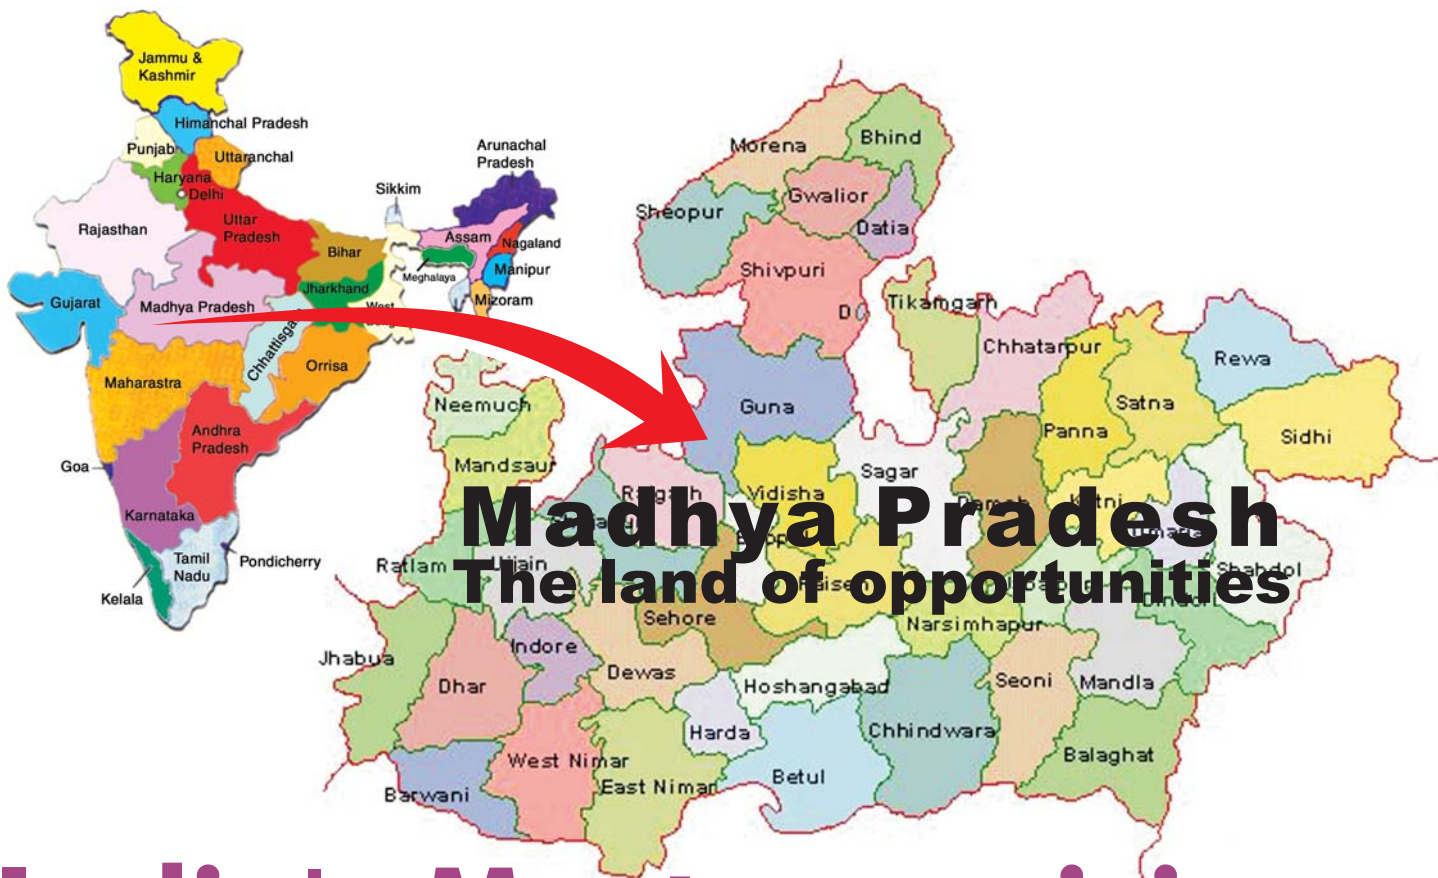 Jammu &
Kashmir
Himanchal Pradesh
Punjab
Uttaranchal
Haryana
Delhi
Arunachal
Pradesh
Sikkim
Rajasthan
Uttar
Pradesh
Bihar
Assam
Nagaland
Meghalaya
Manipur
Jharkhand
Mizoram
Gujarat
Madhya Pradesh
West
Chhattisga
Orrisa
Maharastra
Andhra
Pradesh
Goa
Karnataka
Tamil
Nadu
Pondicherry
Kelala
Morena
Bhind
Gwalior
Sheopur
Datia
Shivpuri
D
Tikamgarh
Chhatarpur
Rewa
Guna
Neemuch
Satna
Panna
Sidhi
Mandsaur
Sagar
Vidisha
Madhya Pradesh
The land of opportunities
Ratlam
Ujjain
Shahdol
Sehore
Narsimhapur
Indore
Jhabua
Dhar
Dewas
Hoshangabad
Seoni
Mandla
Harda
Chhindwara
West Nimar
Balaghat
East Nimar
Betul
Barwani